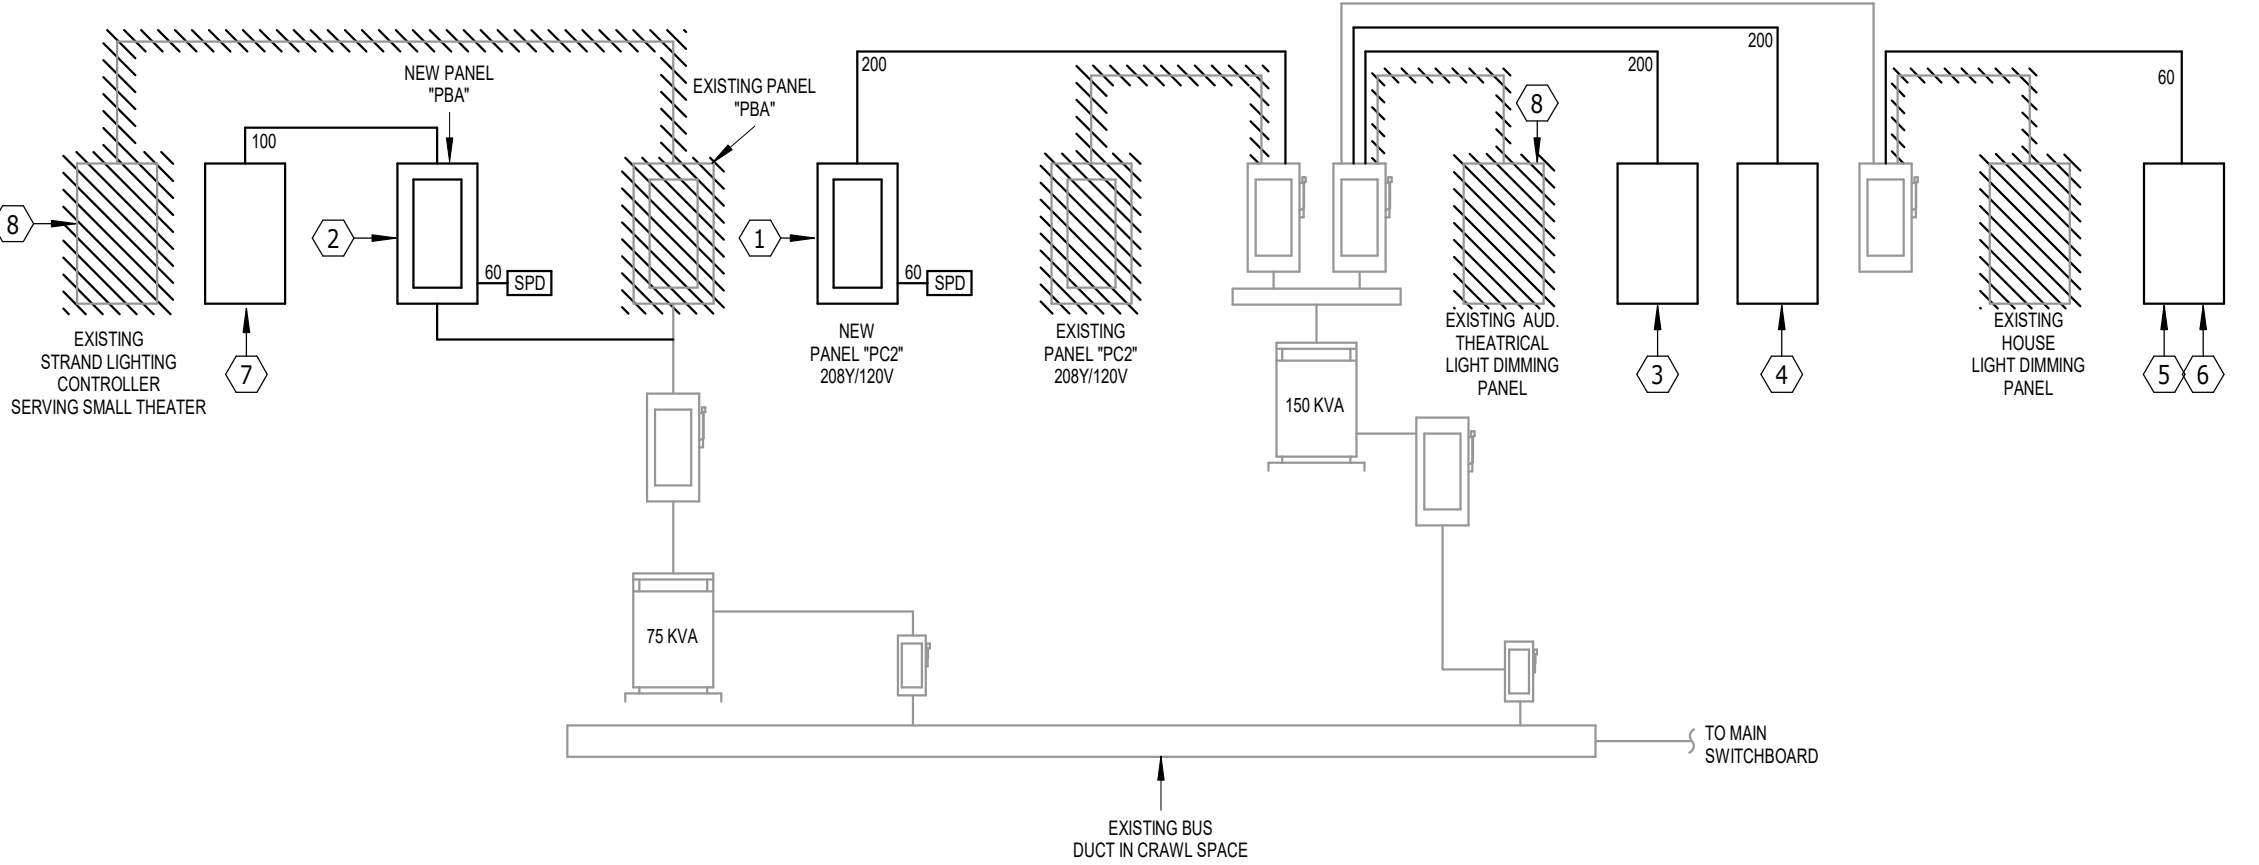 NEW PANEL
"PBA"
EXISTING PANEL
"PBA"
200
200
200
60
8
100
8
2
1
60
SPD
60
SPD
EXISTING
STRAND LIGHTING
CONTROLLER
SERVING SMALL THEATER
7
NEW
PANEL "PC2"
208Y/120V
EXISTING
PANEL "PC2"
208Y/120V
EXISTING AUD.
THEATRICAL
LIGHT DIMMING
PANEL
3
4
EXISTING
HOUSE
LIGHT DIMMING
PANEL
5
6
150 KVA
75 KVA
TO MAIN
SWITCHBOARD
EXISTING BUS
DUCT IN CRAWL SPACE